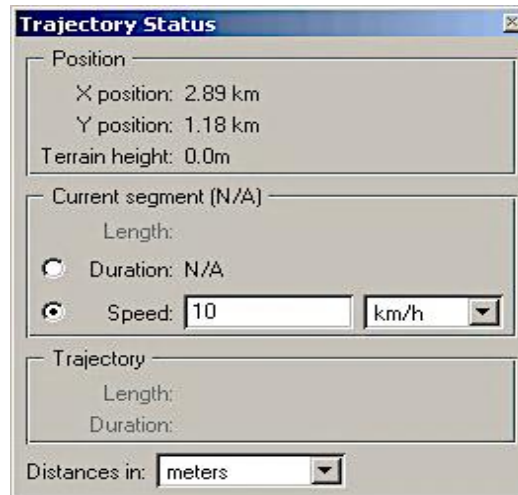 Trajectory Status
Position
X position: 2.89 km
Y position: 1.18 km
Terrain height: 0.0m
Current segment (N/A)
Length:
Duration: N/A
Speed: 10 km/h
Trajectory
Length:
Duration:
Distances in: meters